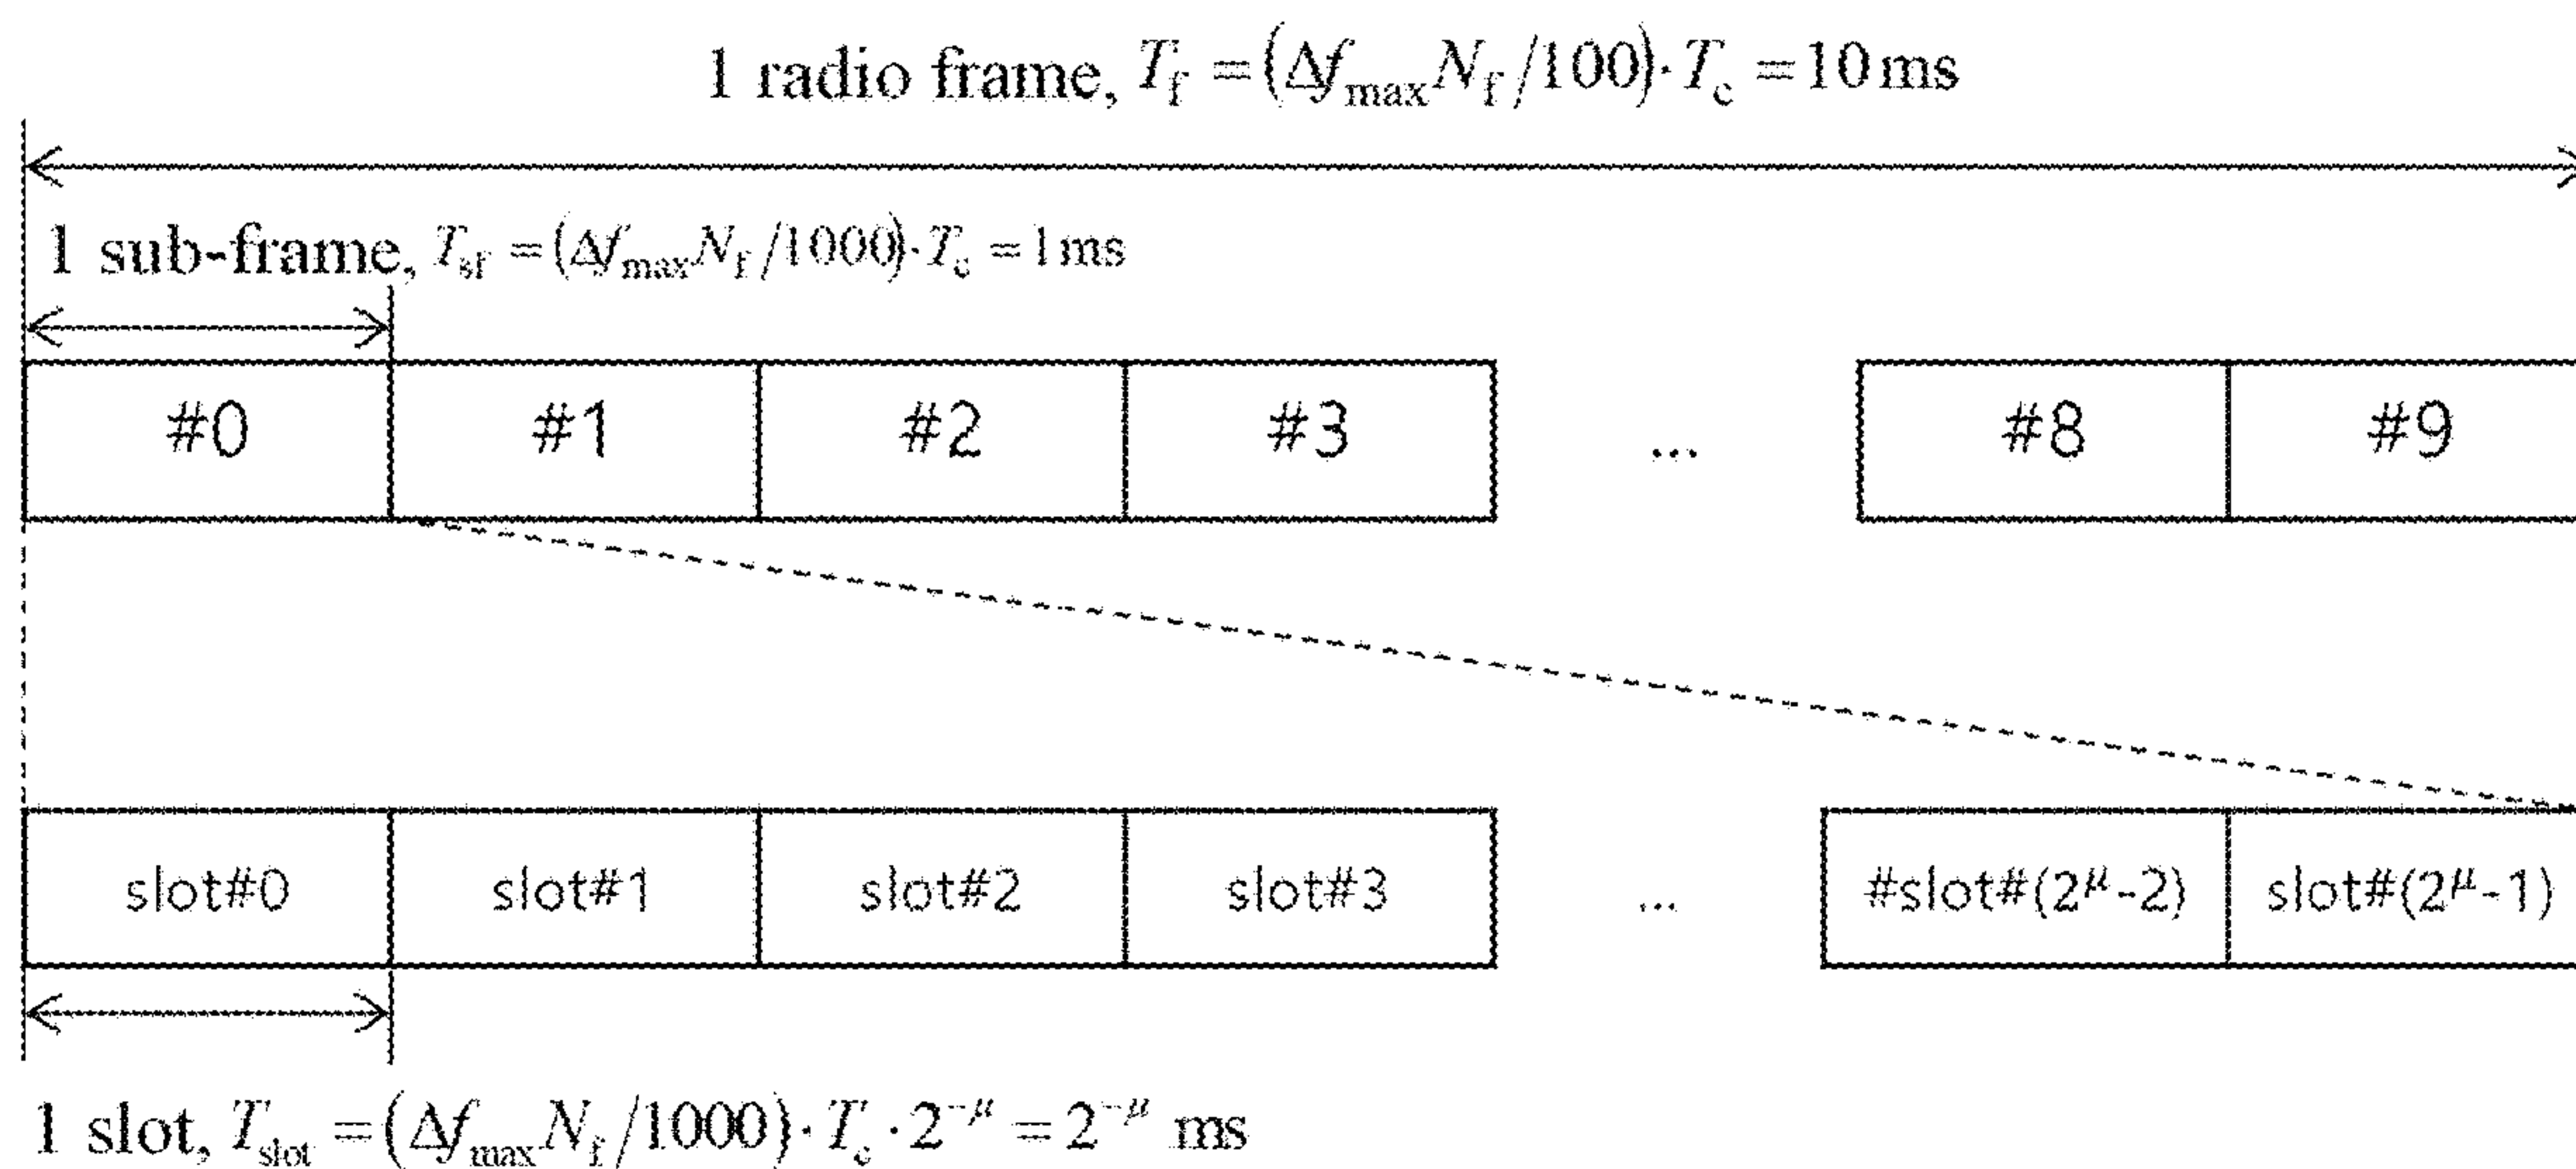 1 radio frame, T_f = (Δf_max N_f /100)· T_c = 10 ms
1 sub-frame, T_sf = (Δf_max N_f /1000)· T_c = 1 ms
#0 #1 #2 #3 ... #8 #9
slot#0 slot#1 slot#2 slot#3 ... #slot#(2^μ-2) slot#(2^μ-1)
1 slot, T_slot = (Δf_max N_f /1000)· T_c · 2^-μ = 2^-μ ms